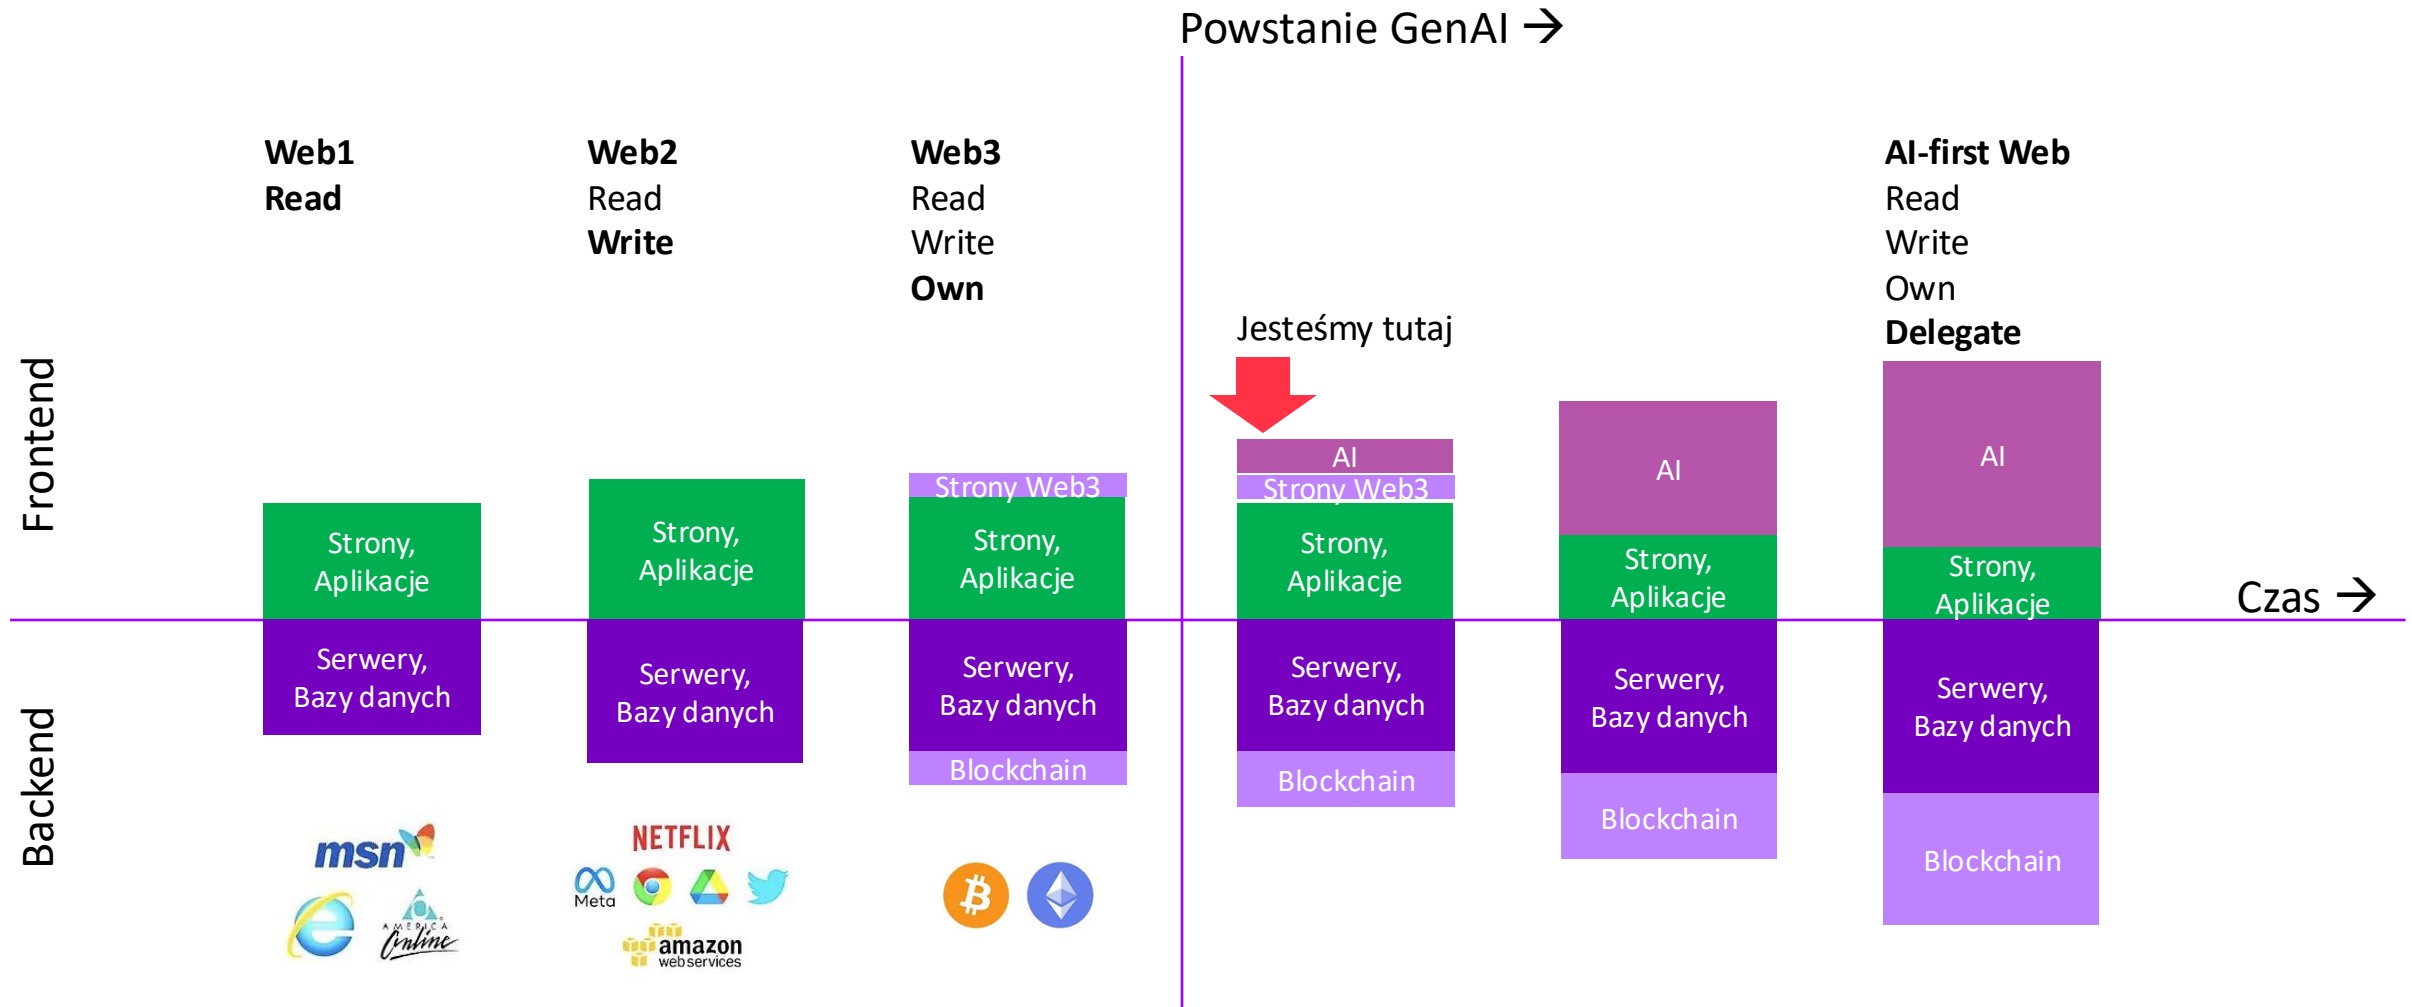 Powstanie GenAI →
Web1
Read
Web2
Read
Write
Web3
Read
Write
Own
AI-first Web
Read
Write
Own
Delegate
Jesteśmy tutaj
Frontend
Strony,
Aplikacje
Strony,
Aplikacje
Strony Web3
Strony,
Aplikacje
AI
Strony Web3
Strony,
Aplikacje
AI
Strony,
Aplikacje
AI
Strony,
Aplikacje
Czas →
Backend
Serwery,
Bazy danych
Serwery,
Bazy danych
Serwery,
Bazy danych
Blockchain
Serwery,
Bazy danych
Blockchain
Serwery,
Bazy danych
Blockchain
Serwery,
Bazy danych
Blockchain
msn
AMERICA
Online
NETFLIX
Meta
amazon
web services